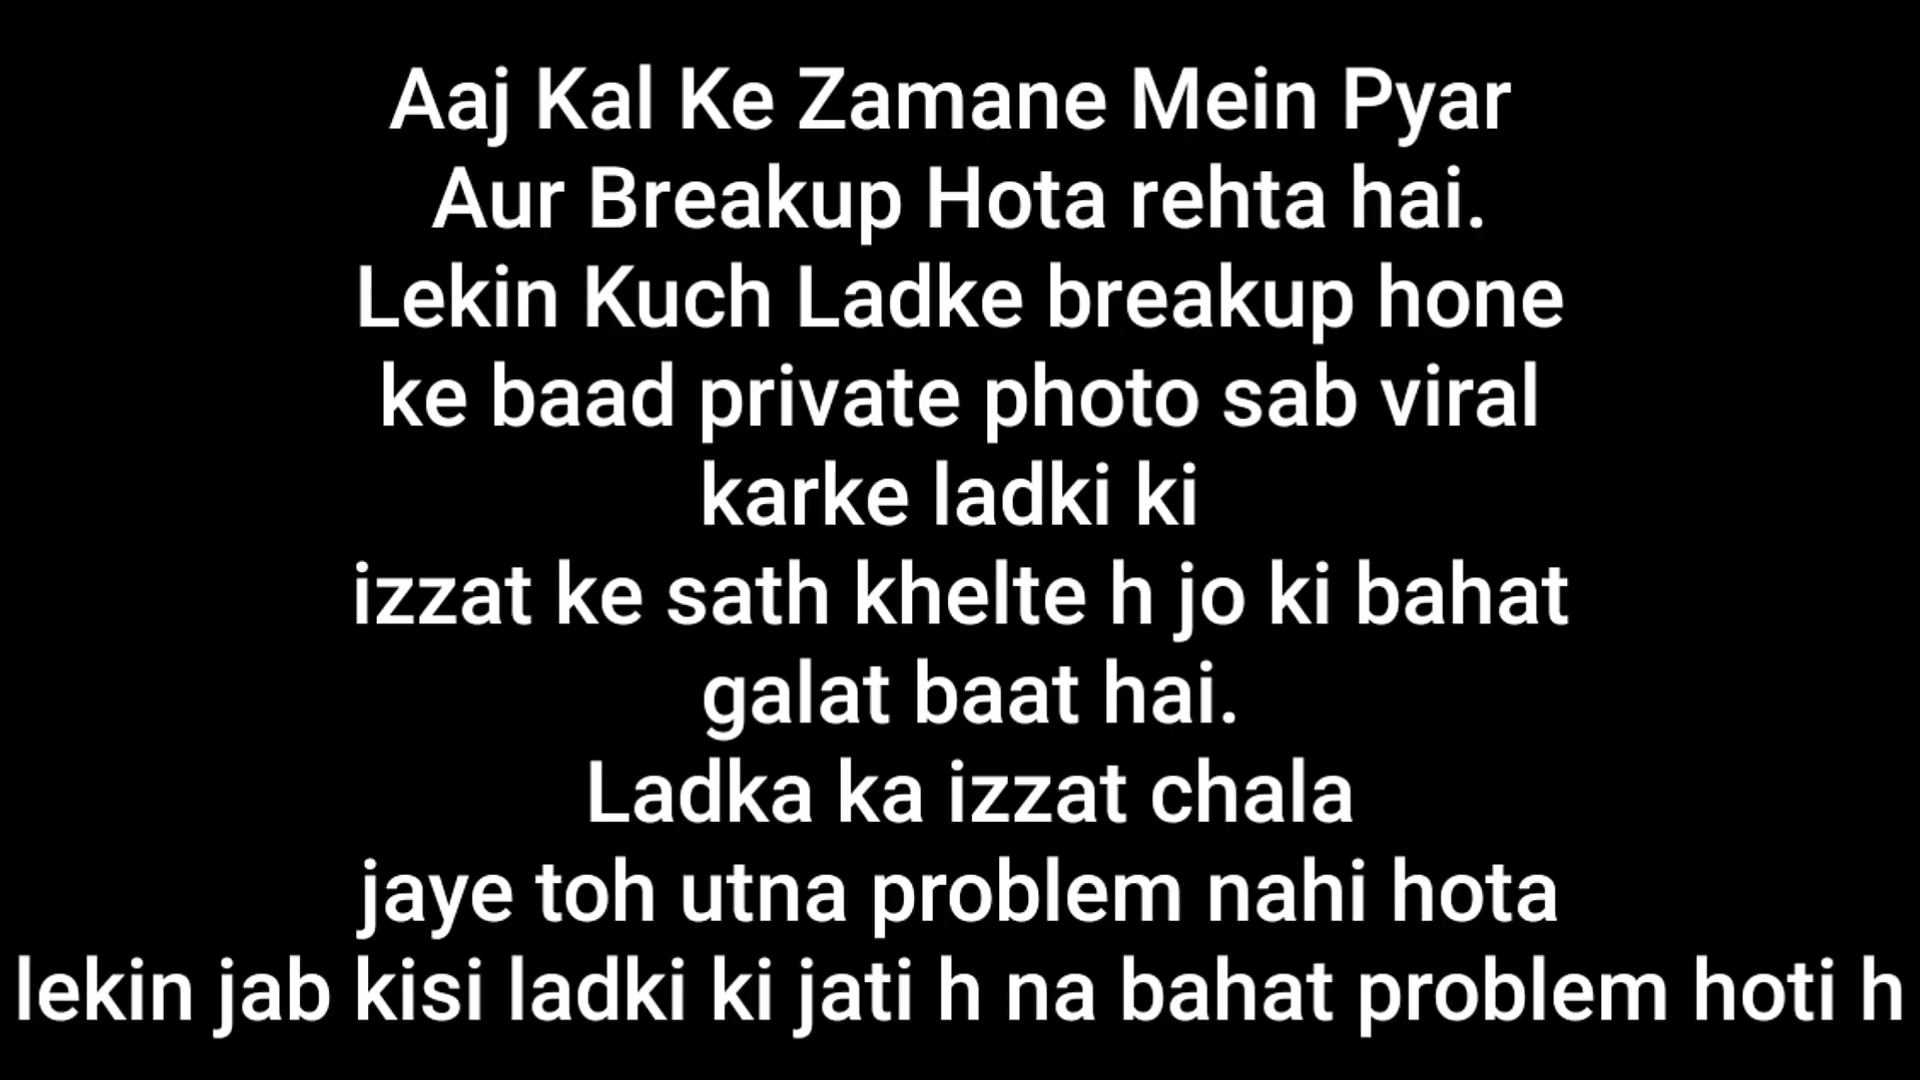 Aaj Kal Ke Zamane Mein Pyar
Aur Breakup Hota rehta hai.
Lekin Kuch Ladke breakup hone
ke baad private photo sab viral
karke ladki ki
izzat ke sath khelte h jo ki bahat
galat baat hai.
Ladka ka izzat chala
jaye toh utna problem nahi hota
lekin jab kisi ladki ki jati h na bahat problem hoti h